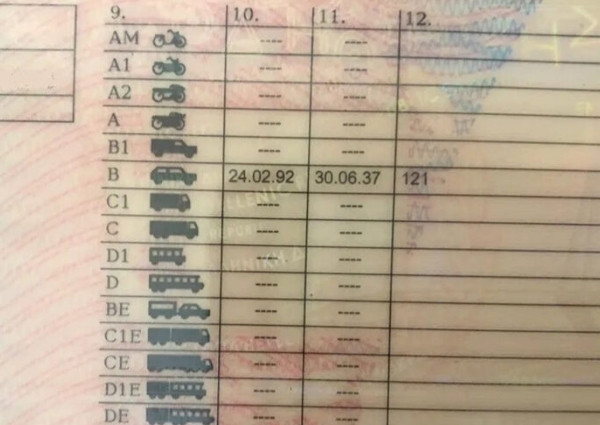 9. 10. 11. 12.
AM ---- ----
A1 ---- ----
A2 ---- ----
A ---- ----
B1 ---- ----
B 24.02.92 30.06.37 121
C1 ---- ----
C ---- ----
D1 ---- ----
D ---- ----
BE ---- ----
C1E ---- ----
CE ---- ----
D1E ---- ----
DE ---- ----